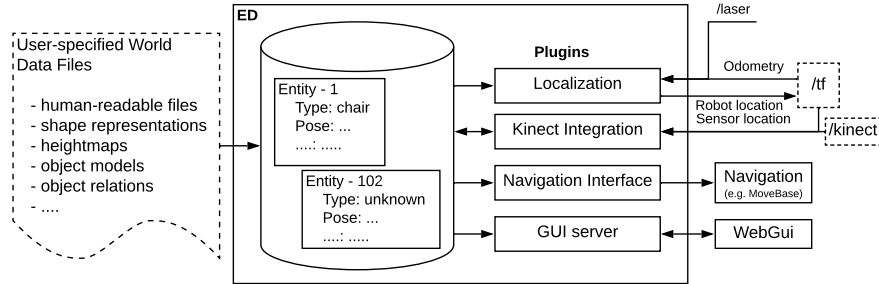 ED
/laser
User-specified World
Data Files
- human-readable files
- shape representations
- heightmaps
- object models
- object relations
- ....
Entity - 1
Type: chair
Pose: ...
....: .....
Entity - 102
Type: unknown
Pose: ...
....: .....
Plugins
Localization
Kinect Integration
Navigation Interface
GUI server
Odometry
/tf
Robot location
Sensor location
/kinect
Navigation
(e.g. MoveBase)
WebGui